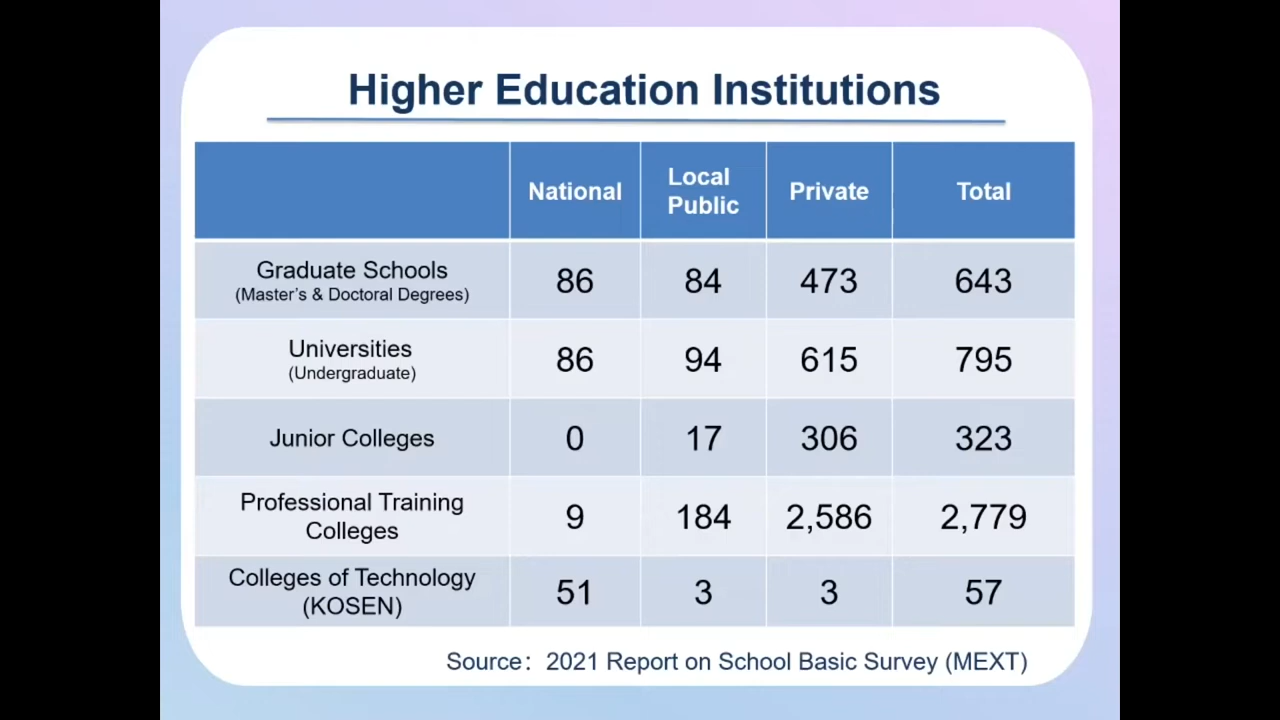 Higher Education Institutions
National Local Public Private Total
Graduate Schools (Master's & Doctoral Degrees) 86 84 473 643
Universities (Undergraduate) 86 94 615 795
Junior Colleges 0 17 306 323
Professional Training Colleges 9 184 2,586 2,779
Colleges of Technology (KOSEN) 51 3 3 57
Source： 2021 Report on School Basic Survey (MEXT)